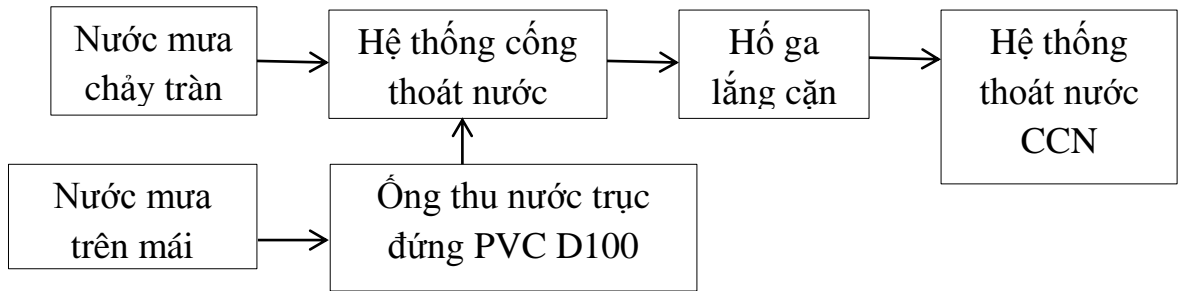 Nước mưa
chảy tràn
Hệ thống cống
thoát nước
Hố ga
lắng cặn
Hệ thống
thoát nước
CCN
Nước mưa
trên mái
Ống thu nước trục
đứng PVC D100